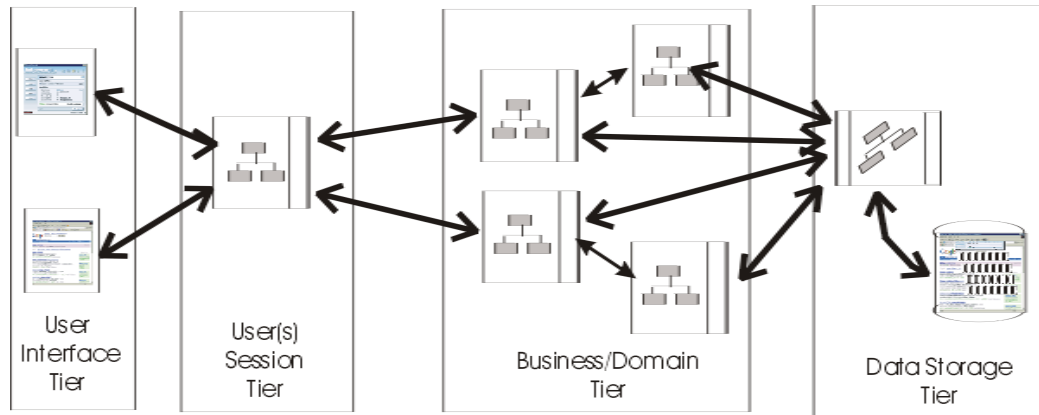 User
Interface
Tier
User(s)
Session
Tier
Business/Domain
Tier
Data Storage
Tier